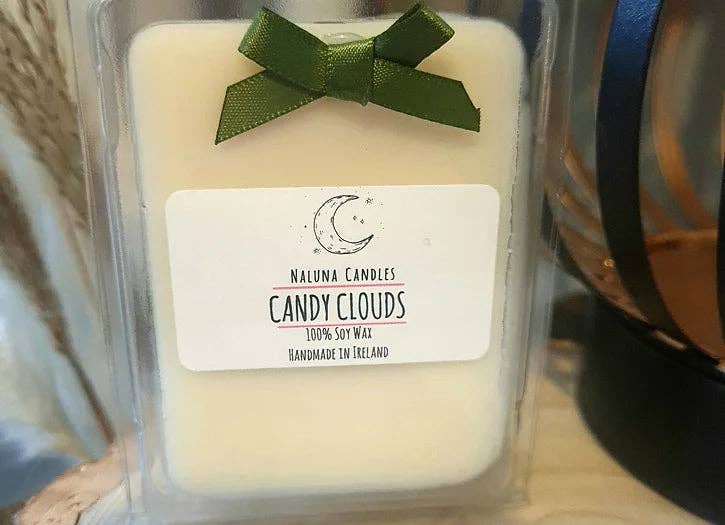 Naluna Candles
CANDY CLOUDS
100% Soy Wax
Handmade in Ireland